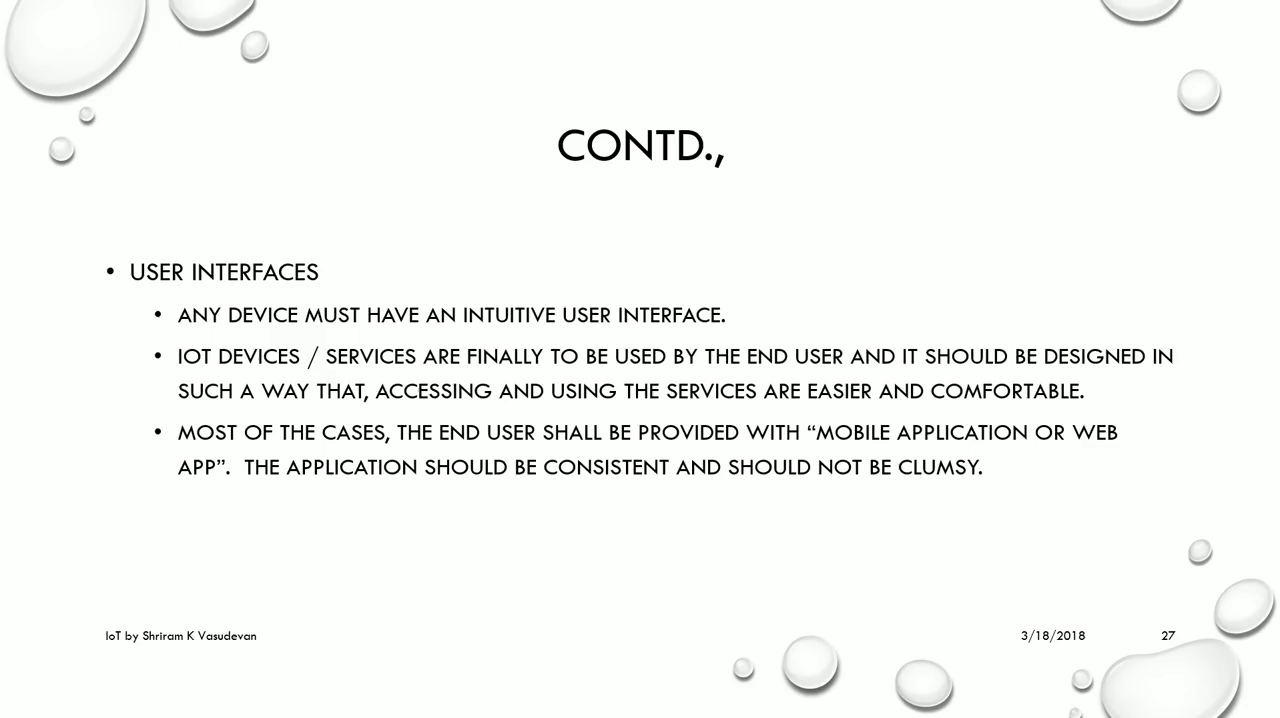 CONTD.,
• USER INTERFACES
• ANY DEVICE MUST HAVE AN INTUITIVE USER INTERFACE.
• IOT DEVICES / SERVICES ARE FINALLY TO BE USED BY THE END USER AND IT SHOULD BE DESIGNED IN
SUCH A WAY THAT, ACCESSING AND USING THE SERVICES ARE EASIER AND COMFORTABLE.
• MOST OF THE CASES, THE END USER SHALL BE PROVIDED WITH “MOBILE APPLICATION OR WEB
APP”.  THE APPLICATION SHOULD BE CONSISTENT AND SHOULD NOT BE CLUMSY.
IoT by Shriram K Vasudevan
3/18/2018
27